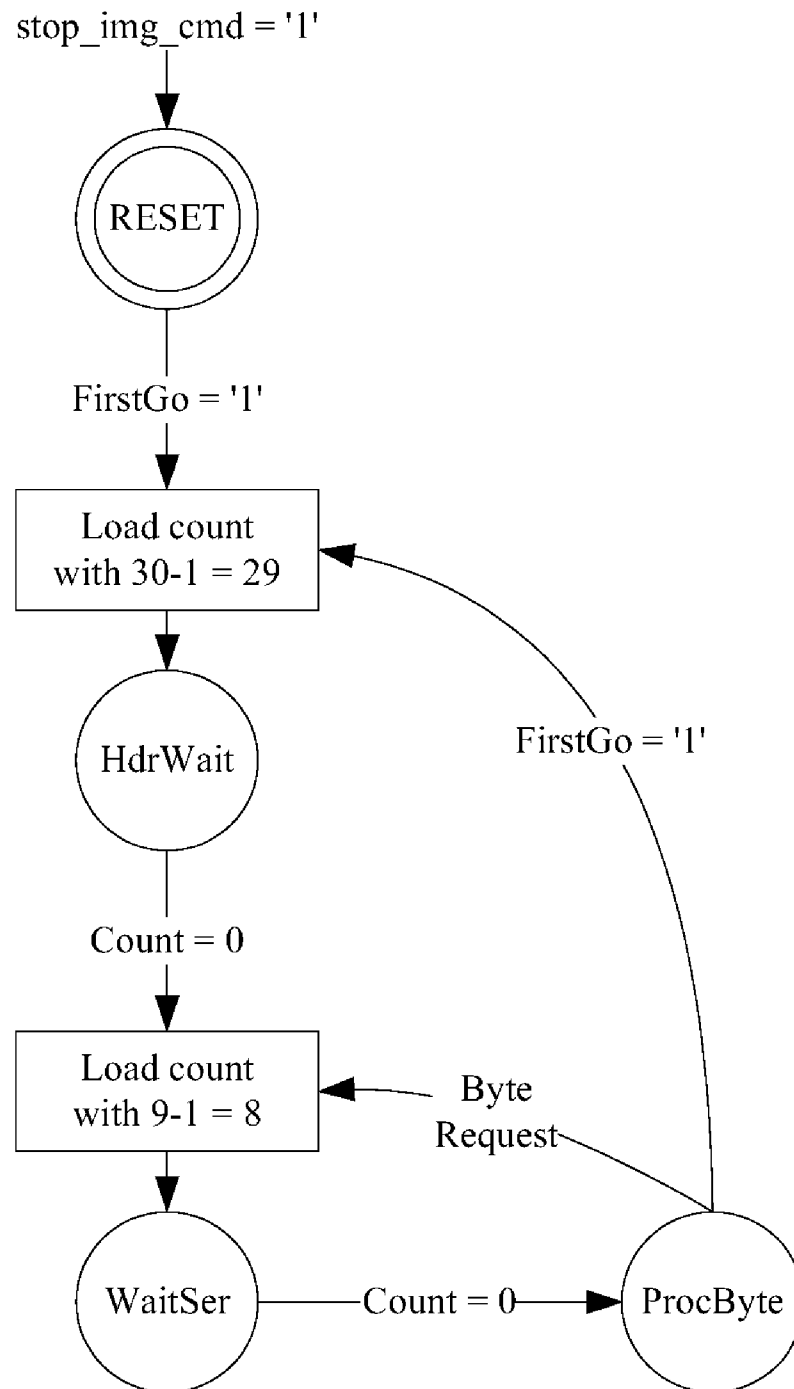 stop_img_cmd = '1'
RESET
FirstGo = '1'
Load count
with 30-1 = 29
HdrWait
FirstGo = '1'
Count = 0
Load count
with 9-1 = 8
Byte
Request
WaitSer
Count = 0
ProcByte